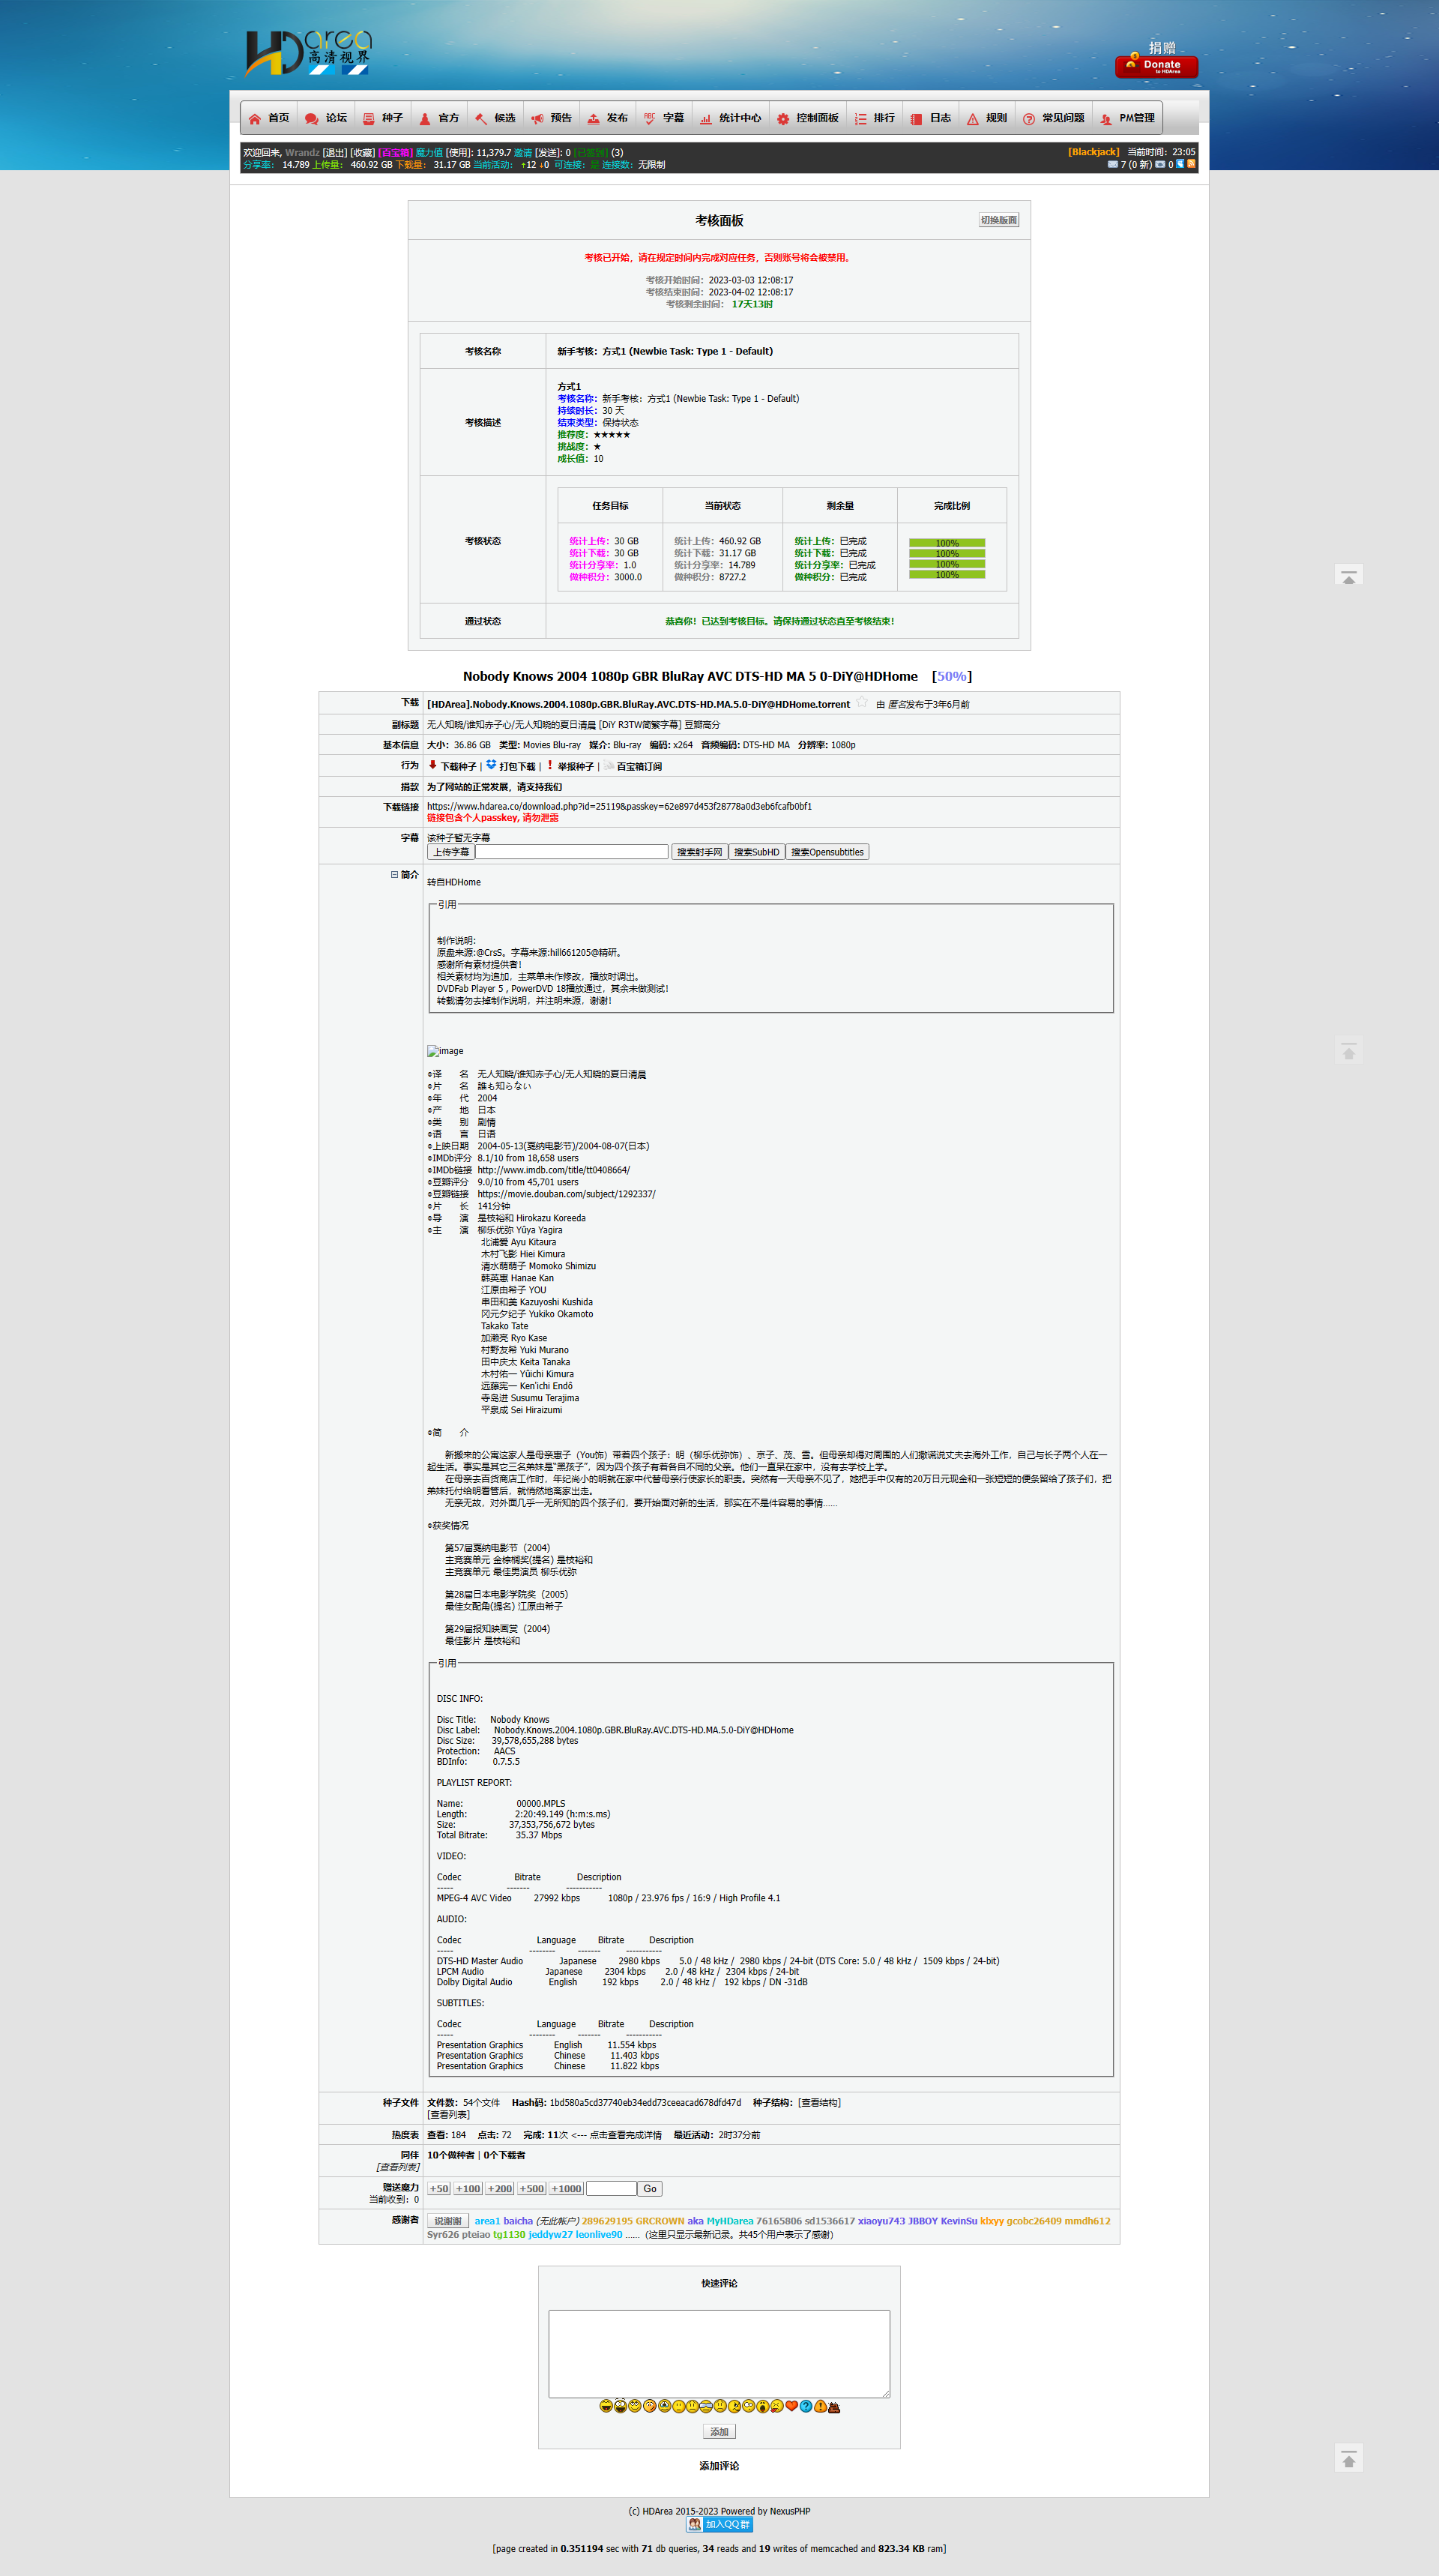 HDarea
高清视界
捐赠
Donate
to HDArea
首页 论坛 种子 官方 候选 预告 发布 字幕 统计中心 控制面板 排行 日志 规则 常见问题 PM管理
欢迎回来, Wrandz [退出] [收藏] [百宝箱] 魔力值 [使用]: 11,379.7 邀请 [发送]: 0 [已签到] (3)
[Blackjack] 当前时间：23:05
分享率： 14.789 上传量： 460.92 GB 下载量： 31.17 GB 当前活动： 12 0 可连接：是 连接数：无限制
7 (0 新) 0
考核面板
切换版面
考核已开始，请在规定时间内完成对应任务，否则账号将会被禁用。
考核开始时间：2023-03-03 12:08:17
考核结束时间：2023-04-02 12:08:17
考核剩余时间： 17天13时
考核名称 新手考核：方式1 (Newbie Task: Type 1 - Default)
考核描述
方式1
考核名称：新手考核：方式1 (Newbie Task: Type 1 - Default)
持续时长：30 天
结束类型：保持状态
推荐度：★★★★★
挑战度：★
成长值：10
考核状态
任务目标 当前状态 剩余量 完成比例
统计上传：30 GB 统计上传：460.92 GB 统计上传：已完成 100%
统计下载：30 GB 统计下载：31.17 GB 统计下载：已完成 100%
统计分享率：1.0 统计分享率：14.789 统计分享率：已完成 100%
做种积分：3000.0 做种积分：8727.2 做种积分：已完成 100%
通过状态 恭喜你！已达到考核目标。请保持通过状态直至考核结束！
Nobody Knows 2004 1080p GBR BluRay AVC DTS-HD MA 5 0-DiY@HDHome [50%]
下载 [HDArea].Nobody.Knows.2004.1080p.GBR.BluRay.AVC.DTS-HD.MA.5.0-DiY@HDHome.torrent 由 匿名发布于3年6月前
副标题 无人知晓/谁知赤子心/无人知晓的夏日清晨 [DiY R3TW简繁字幕] 豆瓣高分
基本信息 大小：36.86 GB 类型: Movies Blu-ray 媒介: Blu-ray 编码: x264 音频编码: DTS-HD MA 分辨率: 1080p
行为 下载种子 | 打包下载 | 举报种子 | 百宝箱订阅
捐款 为了网站的正常发展，请支持我们
下载链接 https://www.hdarea.co/download.php?id=25119&passkey=62e897d453f28778a0d3eb6fcafb0bf1
链接包含个人passkey, 请勿泄露
字幕 该种子暂无字幕
上传字幕 搜索射手网 搜索SubHD 搜索Opensubtitles
简介
转自HDHome
引用
制作说明:
原盘来源:@CrsS。字幕来源:hill661205@精研。
感谢所有素材提供者！
相关素材均为追加，主菜单未作修改，播放时调出。
DVDFab Player 5 , PowerDVD 18播放通过，其余未做测试！
转载请勿去掉制作说明，并注明来源，谢谢！
image
◎译 名 无人知晓/谁知赤子心/无人知晓的夏日清晨
◎片 名 誰も知らない
◎年 代 2004
◎产 地 日本
◎类 别 剧情
◎语 言 日语
◎上映日期 2004-05-13(戛纳电影节)/2004-08-07(日本)
◎IMDb评分 8.1/10 from 18,658 users
◎IMDb链接 http://www.imdb.com/title/tt0408664/
◎豆瓣评分 9.0/10 from 45,701 users
◎豆瓣链接 https://movie.douban.com/subject/1292337/
◎片 长 141分钟
◎导 演 是枝裕和 Hirokazu Koreeda
◎主 演 柳乐优弥 Yûya Yagira
北浦爱 Ayu Kitaura
木村飞影 Hiei Kimura
清水萌萌子 Momoko Shimizu
韩英惠 Hanae Kan
江原由希子 YOU
串田和美 Kazuyoshi Kushida
冈元夕纪子 Yukiko Okamoto
Takako Tate
加濑亮 Ryo Kase
村野友希 Yuki Murano
田中庆太 Keita Tanaka
木村佑一 Yûichi Kimura
远藤宪一 Ken'ichi Endô
寺岛进 Susumu Terajima
平泉成 Sei Hiraizumi
◎简 介
新搬来的公寓这家人是母亲惠子（You饰）带着四个孩子：明（柳乐优弥饰）、京子、茂、雪。但母亲却得对周围的人们撒谎说丈夫去海外工作，自己与长子两个人在一
起生活。事实是其它三名弟妹是“黑孩子”，因为四个孩子有着各自不同的父亲。他们一直呆在家中，没有去学校上学。
在母亲去百货商店工作时，年纪尚小的明就在家中代替母亲行使家长的职责。突然有一天母亲不见了，她把手中仅有的20万日元现金和一张短短的便条留给了孩子们，把
弟妹托付给明看管后，就悄然地离家出走。
无亲无故，对外面几乎一无所知的四个孩子们，要开始面对新的生活，那实在不是件容易的事情……
◎获奖情况
第57届戛纳电影节（2004）
主竞赛单元 金棕榈奖(提名) 是枝裕和
主竞赛单元 最佳男演员 柳乐优弥
第28届日本电影学院奖（2005）
最佳女配角(提名) 江原由希子
第29届报知映画赏（2004）
最佳影片 是枝裕和
引用
DISC INFO:
Disc Title: Nobody Knows
Disc Label: Nobody.Knows.2004.1080p.GBR.BluRay.AVC.DTS-HD.MA.5.0-DiY@HDHome
Disc Size: 39,578,655,288 bytes
Protection: AACS
BDInfo: 0.7.5.5
PLAYLIST REPORT:
Name: 00000.MPLS
Length: 2:20:49.149 (h:m:s.ms)
Size: 37,353,756,672 bytes
Total Bitrate: 35.37 Mbps
VIDEO:
Codec Bitrate Description
----- ------- -----------
MPEG-4 AVC Video 27992 kbps 1080p / 23.976 fps / 16:9 / High Profile 4.1
AUDIO:
Codec Language Bitrate Description
----- -------- ------- -----------
DTS-HD Master Audio Japanese 2980 kbps 5.0 / 48 kHz / 2980 kbps / 24-bit (DTS Core: 5.0 / 48 kHz / 1509 kbps / 24-bit)
LPCM Audio Japanese 2304 kbps 2.0 / 48 kHz / 2304 kbps / 24-bit
Dolby Digital Audio English 192 kbps 2.0 / 48 kHz / 192 kbps / DN -31dB
SUBTITLES:
Codec Language Bitrate Description
----- -------- ------- -----------
Presentation Graphics English 11.554 kbps
Presentation Graphics Chinese 11.403 kbps
Presentation Graphics Chinese 11.822 kbps
种子文件 文件数：54个文件 Hash码: 1bd580a5cd37740eb34edd73ceeacad678dfd47d 种子结构：[查看结构]
[查看列表]
热度表 查看: 184 点击: 72 完成: 11次 <--- 点击查看完成详情 最近活动：2时37分前
同伴 10个做种者 | 0个下载者
[查看列表]
赠送魔力 +50 +100 +200 +500 +1000 Go
当前收到：0
感谢者 说谢谢 area1 baicha (无此帐户) 289629195 GRCROWN aka MyHDarea 76165806 sd1536617 xiaoyu743 JBBOY KevinSu klxyy gcobc26409 mmdh612
Syr626 pteiao tg1130 jeddyw27 leonlive90 ......（这里只显示最新记录。共45个用户表示了感谢）
快速评论
添加
添加评论
(c) HDArea 2015-2023 Powered by NexusPHP
加入QQ群
[page created in 0.351194 sec with 71 db queries, 34 reads and 19 writes of memcached and 823.34 KB ram]